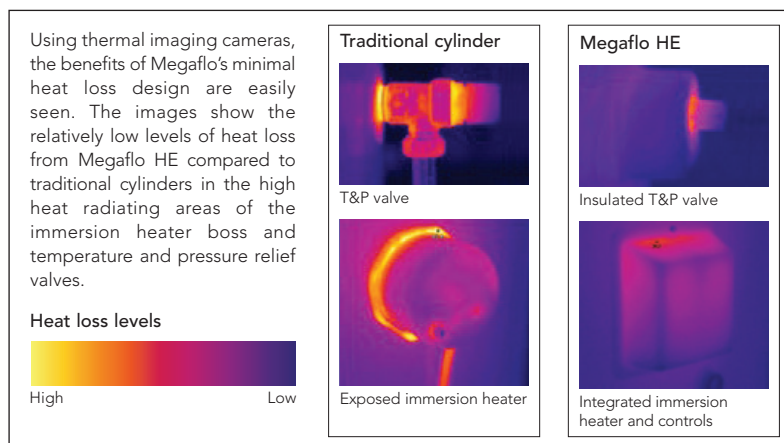 Using thermal imaging cameras,
the benefits of Megaflo's minimal
heat loss design are easily
seen. The images show the
relatively low levels of heat loss
from Megaflo HE compared to
traditional cylinders in the high
heat radiating areas of the
immersion heater boss and
temperature and pressure relief
valves.
Heat loss levels
High
Low
Traditional cylinder
T&P valve
Exposed immersion heater
Megaflo HE
Insulated T&P valve
Integrated immersion
heater and controls